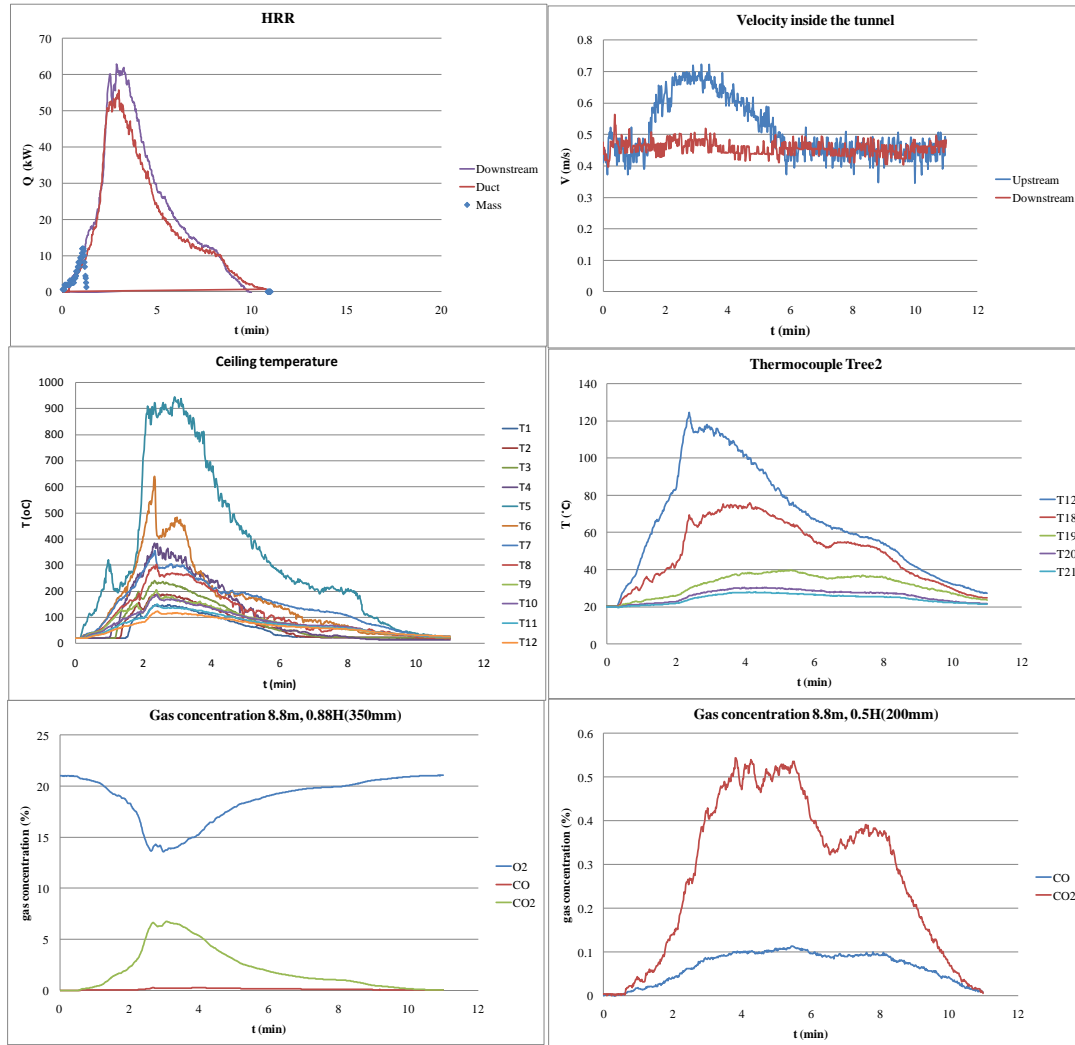 HRR
70
60
50
40
30
20
10
0
Q (kW)
0 5 10 15 20
t (min)
Downstream
Duct
Mass
Velocity inside the tunnel
0.8
0.7
0.6
0.5
0.4
0.3
0.2
0.1
0
V (m/s)
0 2 4 6 8 10 12
t (min)
Upstream
Downstream
Ceiling temperature
1000
900
800
700
600
500
400
300
200
100
0
T (oC)
0 2 4 6 8 10 12
t (min)
T1
T2
T3
T4
T5
T6
T7
T8
T9
T10
T11
T12
Thermocouple Tree2
140
120
100
80
60
40
20
0
T (℃)
0 2 4 6 8 10 12
t (min)
T12
T18
T19
T20
T21
Gas concentration 8.8m, 0.88H(350mm)
25
20
15
10
5
0
gas concentration (%)
0 2 4 6 8 10 12
t (min)
O2
CO
CO2
Gas concentration 8.8m, 0.5H(200mm)
0.6
0.5
0.4
0.3
0.2
0.1
0
gas concentration (%)
0 2 4 6 8 10 12
t (min)
CO
CO2